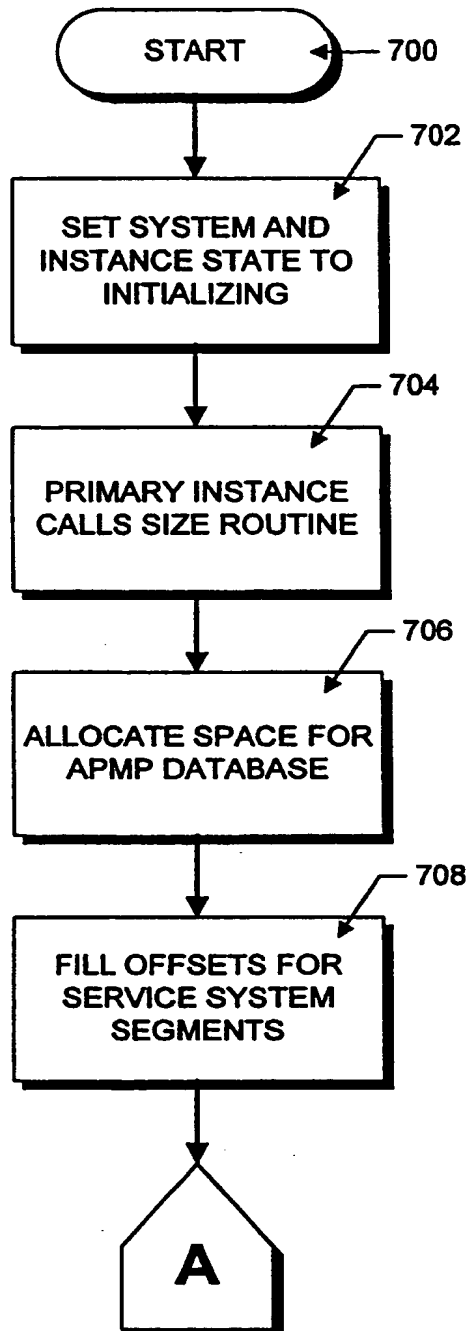 START
700
702
SET SYSTEM AND
INSTANCE STATE TO
INITIALIZING
704
PRIMARY INSTANCE
CALLS SIZE ROUTINE
706
ALLOCATE SPACE FOR
APMP DATABASE
708
FILL OFFSETS FOR
SERVICE SYSTEM
SEGMENTS
A